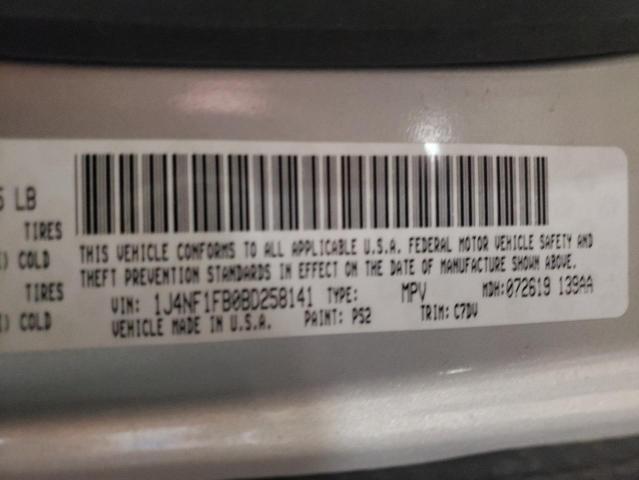 5 LB
TIRES
) COLD
TIRES
) COLD
THIS VEHICLE CONFORMS TO ALL APPLICABLE U.S.A. FEDERAL MOTOR VEHICLE SAFETY AND
THEFT PREVENTION STANDARDS IN EFFECT ON THE DATE OF MANUFACTURE SHOWN ABOVE.
VIN: 1J4NF1FB0BD258141 TYPE: MPV MDH:072619 139AA
VEHICLE MADE IN U.S.A. PAINT: PS2 TRIM: C7DV